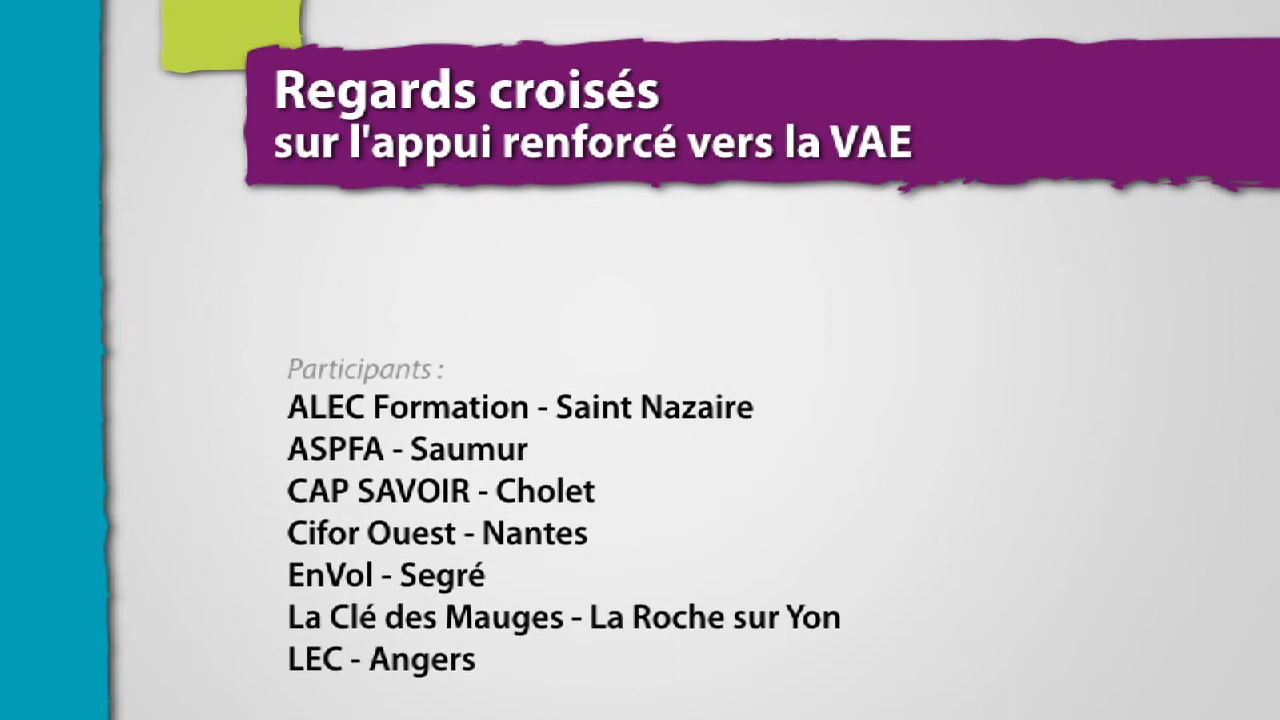 Regards croisés
sur l'appui renforcé vers la VAE
Participants :
ALEC Formation - Saint Nazaire
ASPFA - Saumur
CAP SAVOIR - Cholet
Cifor Ouest - Nantes
EnVol - Segré
La Clé des Mauges - La Roche sur Yon
LEC - Angers